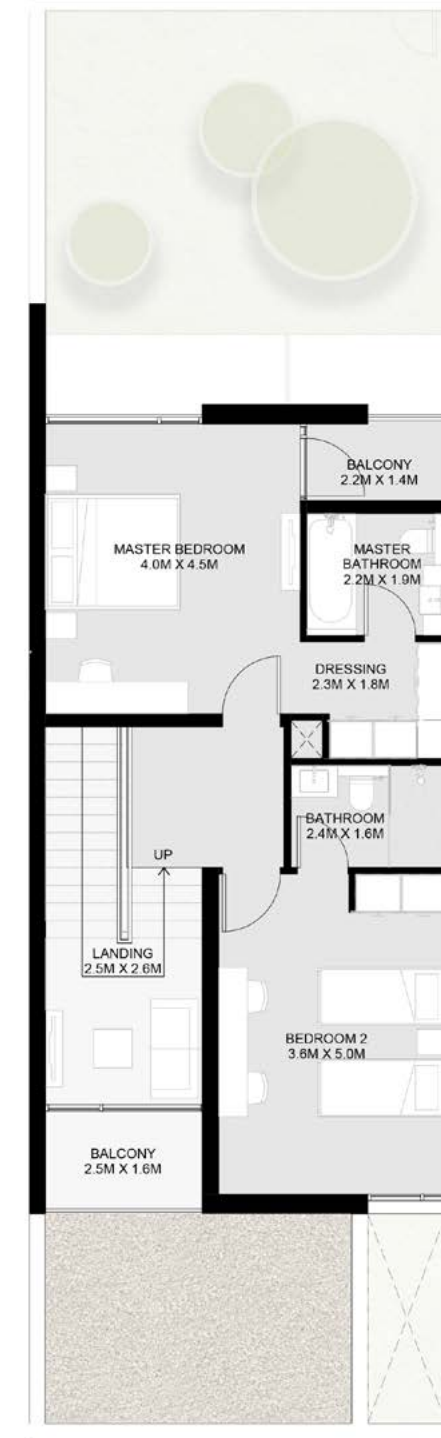 BALCONY
2.2M X 1.4M
MASTER BEDROOM
4.0M X 4.5M
MASTER
BATHROOM
2.2M X 1.9M
DRESSING
2.3M X 1.8M
BATHROOM
2.4M X 1.6M
UP
LANDING
2.5M X 2.6M
BEDROOM 2
3.6M X 5.0M
BALCONY
2.5M X 1.6M